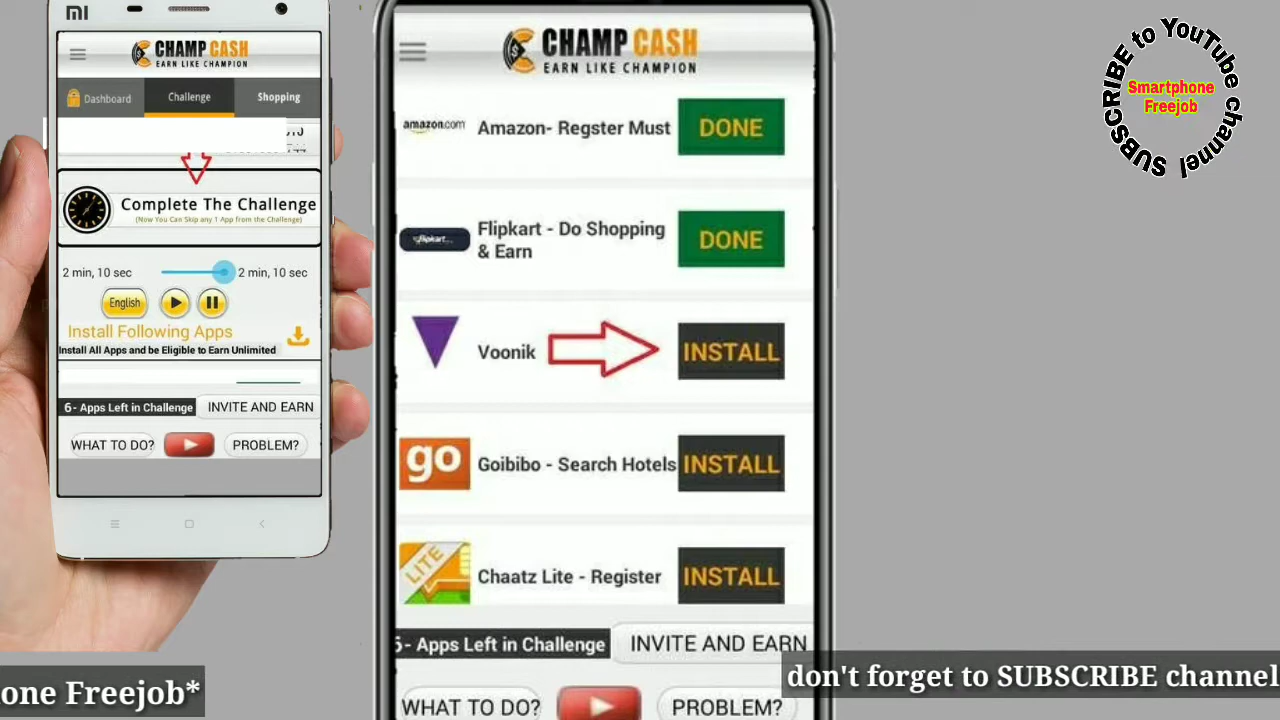 MI
CHAMP CASH
EARN LIKE CHAMPION
Dashboard
Challenge
Shopping
Complete The Challenge
(Now You Can Skip any 1 App from the Challenge)
2 min, 10 sec
2 min, 10 sec
English
Install Following Apps
Install All Apps and be Eligible to Earn Unlimited
6- Apps Left in Challenge
INVITE AND EARN
WHAT TO DO?
PROBLEM?
CHAMP CASH
EARN LIKE CHAMPION
amazon.com
Amazon- Regster Must
DONE
flipkart
Flipkart - Do Shopping
& Earn
DONE
Voonik
INSTALL
go
Goibibo - Search Hotels
INSTALL
LITE
Chaatz Lite - Register
INSTALL
6- Apps Left in Challenge
INVITE AND EARN
WHAT TO DO?
PROBLEM?
SUBSCRIBE to YouTube channel
Smartphone
Freejob
one Freejob*
don't forget to SUBSCRIBE channel